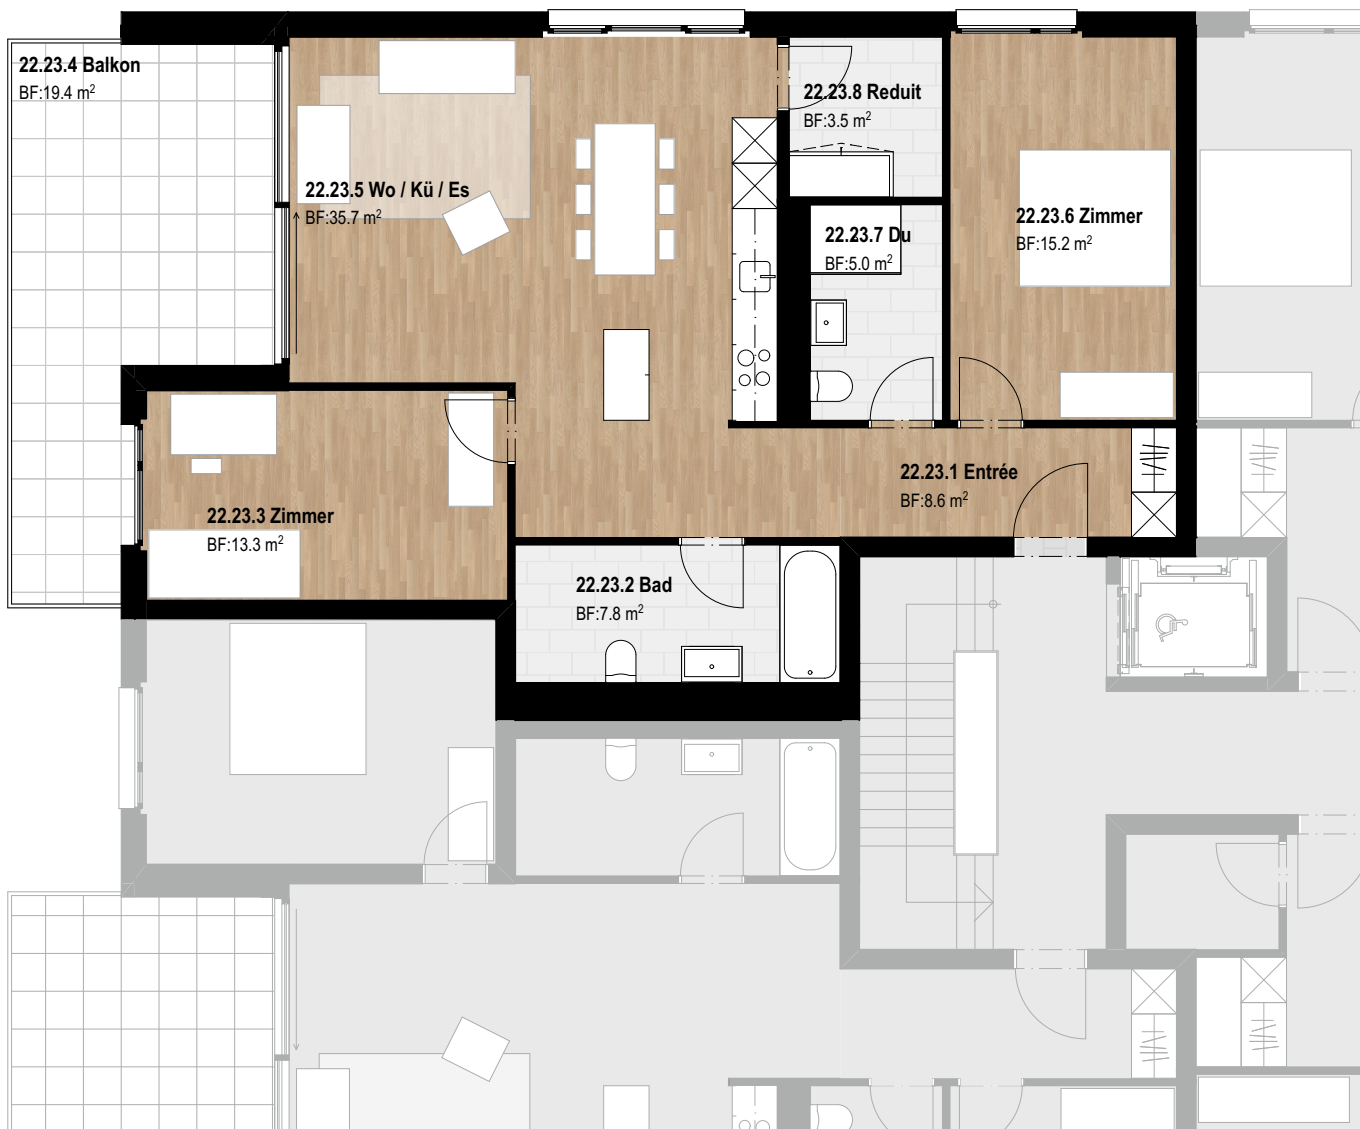 22.23.4 Balkon
BF:19.4 m²
22.23.8 Reduit
BF:3.5 m²
22.23.5 Wo / Kü / Es
BF:35.7 m²
22.23.6 Zimmer
BF:15.2 m²
22.23.7 Du
BF:5.0 m²
22.23.1 Entrée
BF:8.6 m²
22.23.3 Zimmer
BF:13.3 m²
22.23.2 Bad
BF:7.8 m²